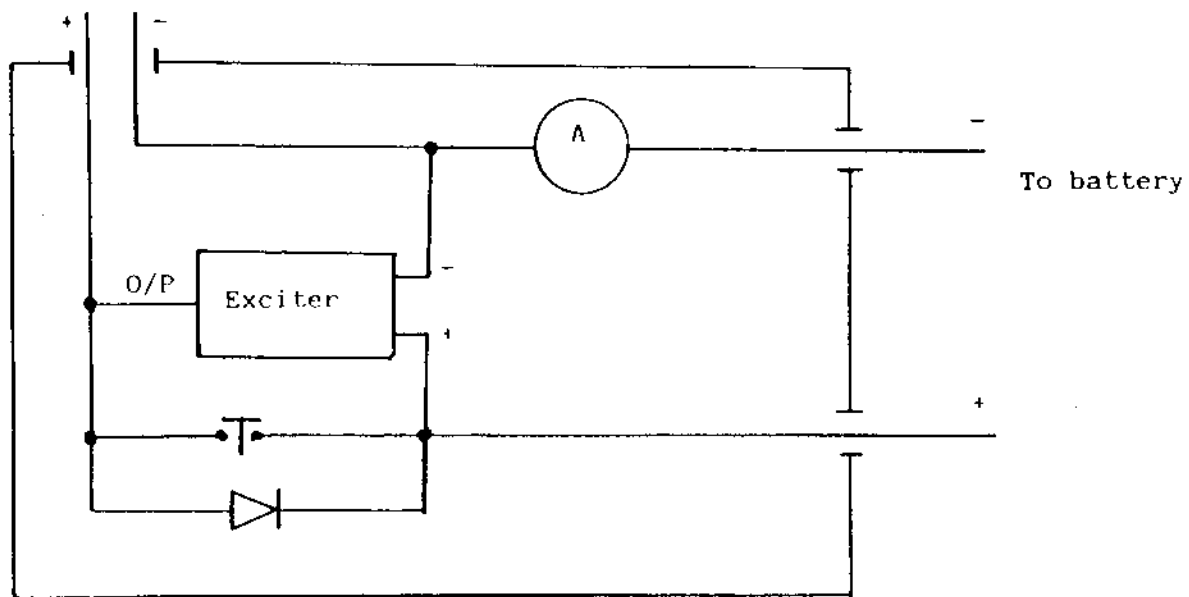 + -
A
-
To battery
O/P
Exciter
-
+
+